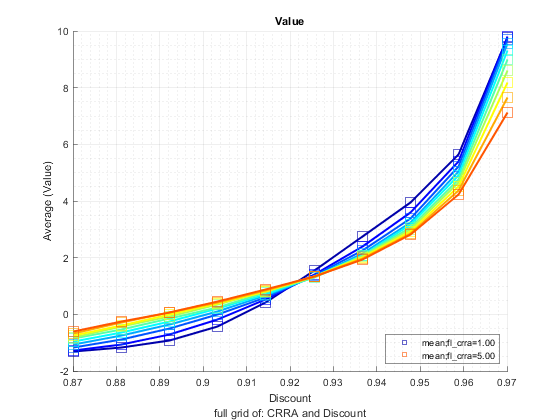 Value
10
8
6
4
2
0
-2
Average (Value)
0.87 0.88 0.89 0.9 0.91 0.92 0.93 0.94 0.95 0.96 0.97
mean;fl_crra=1.00
mean;fl_crra=5.00
Discount
full grid of: CRRA and Discount